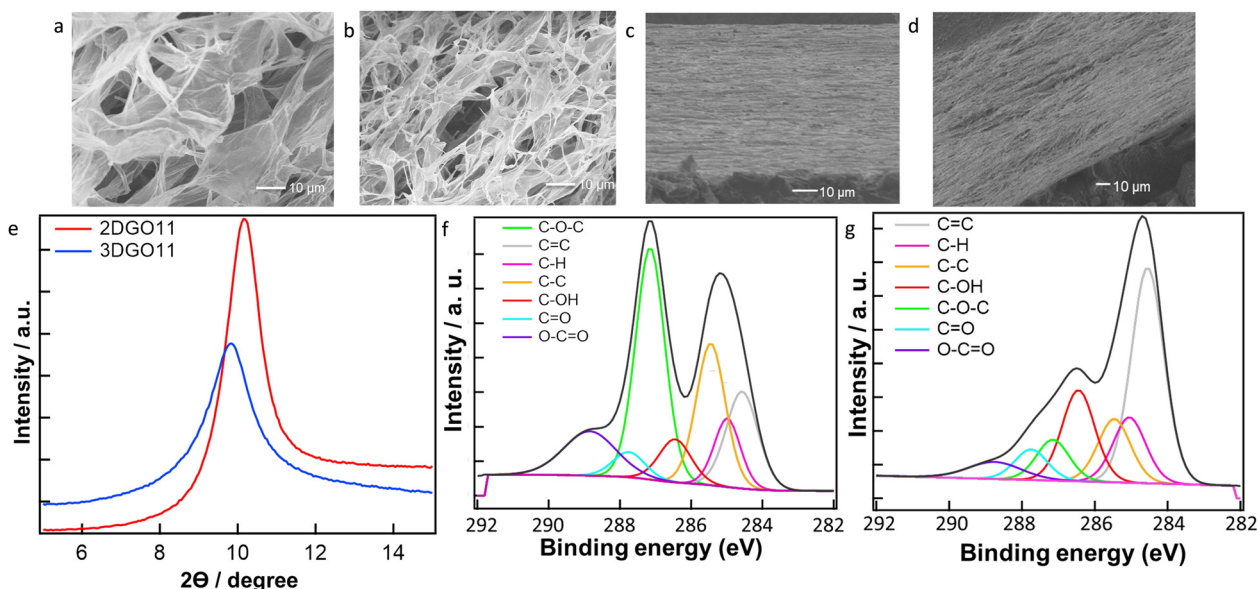 a
10 μm
b
10 μm
c
10 μm
d
10 μm
e
2DGO11
3DGO11
Intensity / a.u.
6 8 10 12 14
2Θ / degree
f
C-O-C
C=C
C-H
C-C
C-OH
C=O
O-C=O
Intensity / a. u.
292 290 288 286 284 282
Binding energy (eV)
g
C=C
C-H
C-C
C-OH
C-O-C
C=O
O-C=O
Intensity / a. u.
292 290 288 286 284 282
Binding energy (eV)